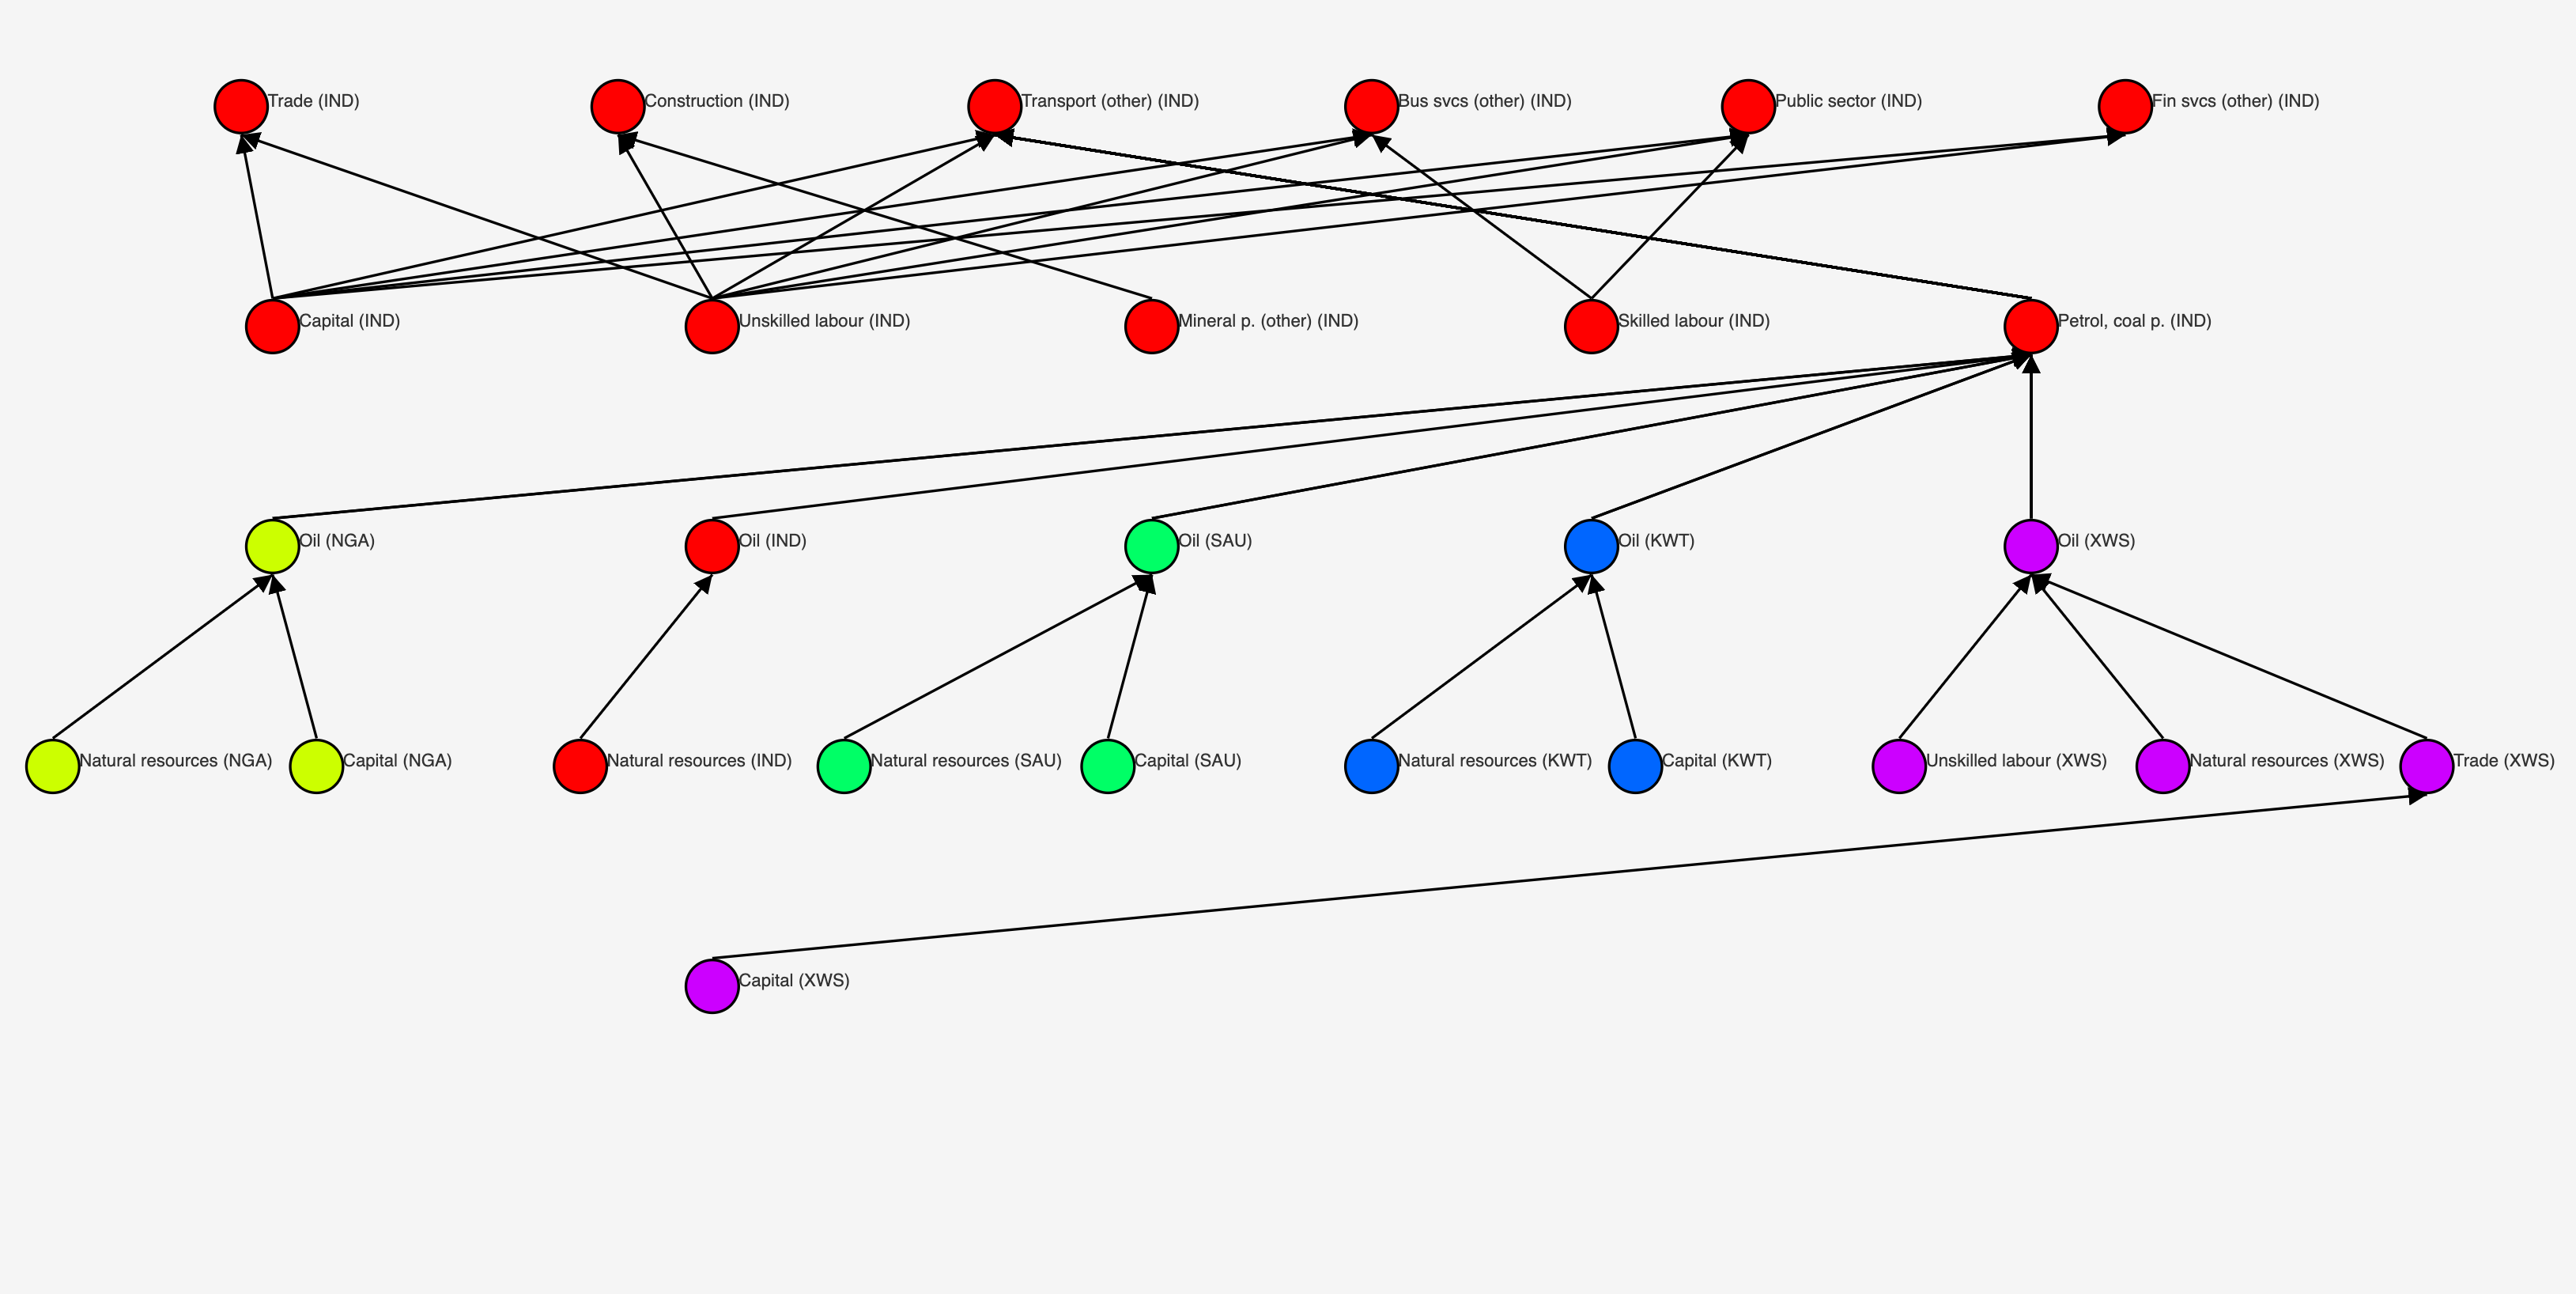 Trade (IND)
Construction (IND)
Transport (other) (IND)
Bus svcs (other) (IND)
Public sector (IND)
Fin svcs (other) (IND)
Capital (IND)
Unskilled labour (IND)
Mineral p. (other) (IND)
Skilled labour (IND)
Petrol, coal p. (IND)
Oil (NGA)
Oil (IND)
Oil (SAU)
Oil (KWT)
Oil (XWS)
Natural resources (NGA)
Capital (NGA)
Natural resources (IND)
Natural resources (SAU)
Capital (SAU)
Natural resources (KWT)
Capital (KWT)
Unskilled labour (XWS)
Natural resources (XWS)
Trade (XWS)
Capital (XWS)